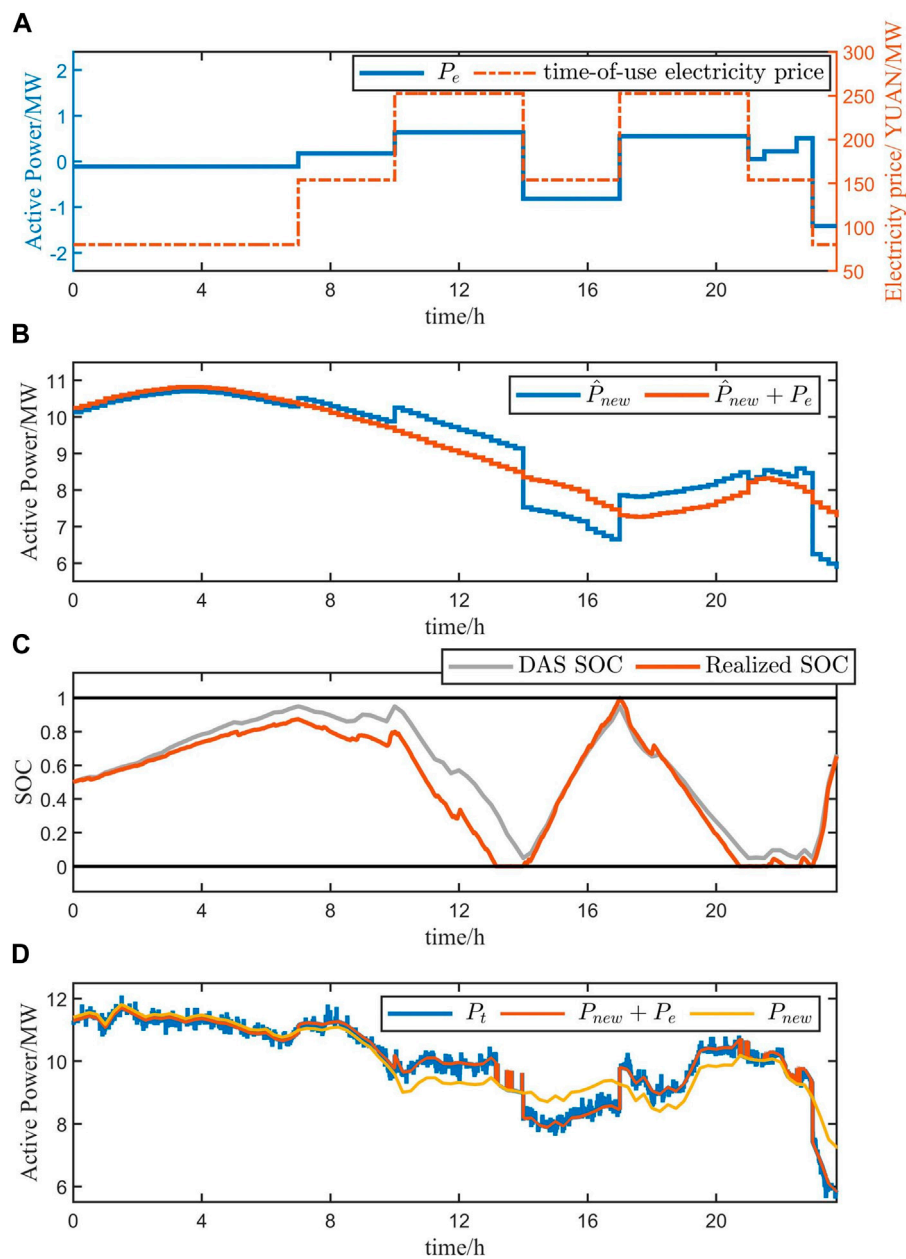 A
P_e time-of-use electricity price
Active Power/MW
2
1
0
-1
-2
300
250
200
150
100
50
Electricity price/ YUAN/MW
0 4 8 12 16 20
time/h
B
P̂_new P̂_new + P_e
Active Power/MW
11
10
9
8
7
6
0 4 8 12 16 20
time/h
C
DAS SOC Realized SOC
SOC
1
0.8
0.6
0.4
0.2
0
0 4 8 12 16 20
time/h
D
P_t P_new + P_e P_new
Active Power/MW
12
10
8
6
0 4 8 12 16 20
time/h